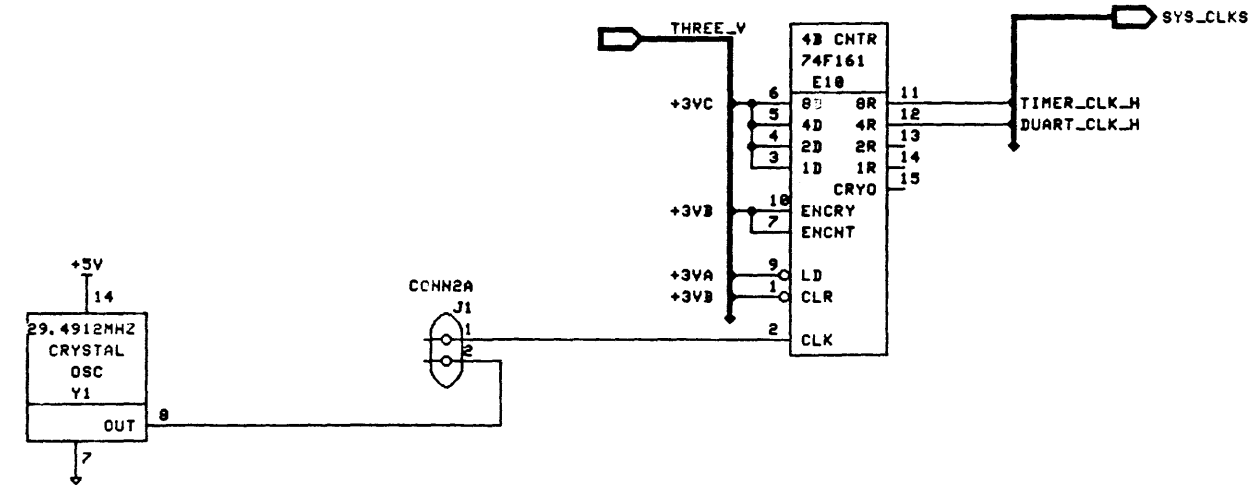 SYS_CLKS
THREE_V
4B CNTR
74F161
E10
+3VC
6
8D
8R
11
TIMER_CLK_H
5
4D
4R
12
DUART_CLK_H
4
2D
2R
13
3
1D
1R
14
CRYO
15
+3VB
10
ENCRY
7
ENCNT
+5V
+3VA
9
LD
14
CONN2A
+3VB
1
CLR
J1
29.4912MHZ
1
2
CLK
CRYSTAL
2
OSC
Y1
OUT
8
7